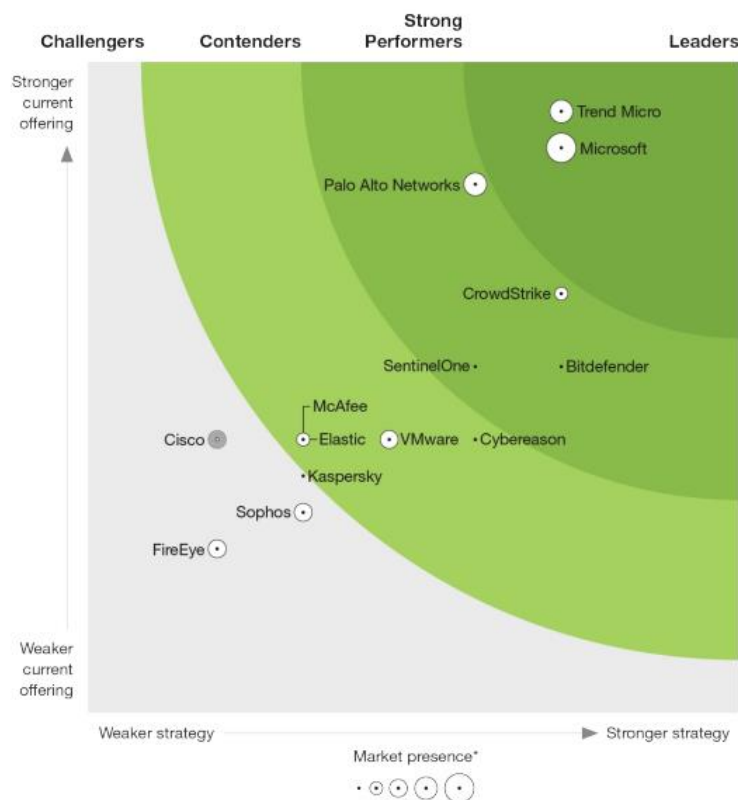 Challengers
Contenders
Strong
Performers
Leaders
Stronger
current
offering
Trend Micro
Microsoft
Palo Alto Networks
CrowdStrike
SentinelOne
Bitdefender
McAfee
Cisco
Elastic
VMware
Cybereason
Kaspersky
Sophos
FireEye
Weaker
current
offering
Weaker strategy
Stronger strategy
Market presence*